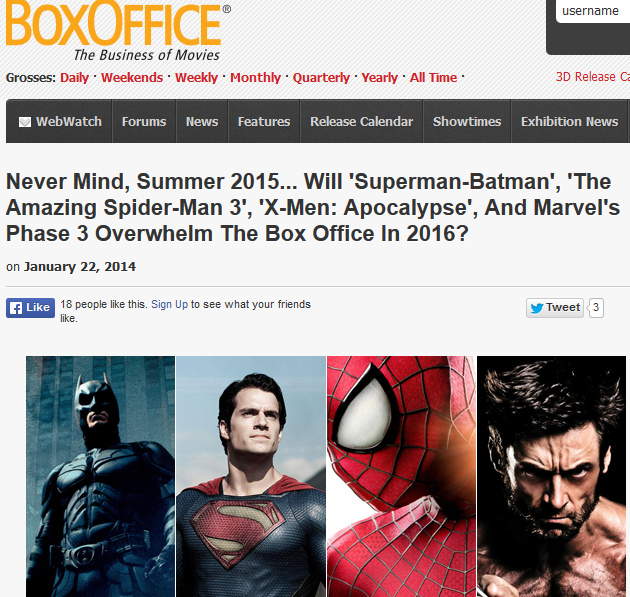 BOXOFFICE®
The Business of Movies
username
Grosses: Daily · Weekends · Weekly · Monthly · Quarterly · Yearly · All Time ·
3D Release Ca
WebWatch Forums News Features Release Calendar Showtimes Exhibition News
Never Mind, Summer 2015... Will 'Superman-Batman', 'The
Amazing Spider-Man 3', 'X-Men: Apocalypse', And Marvel's
Phase 3 Overwhelm The Box Office In 2016?
on January 22, 2014
Like 18 people like this. Sign Up to see what your friends
like.
Tweet 3